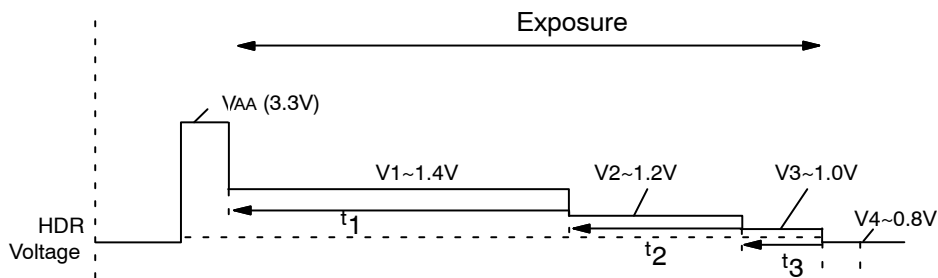 Exposure
VAA (3.3V)
V1~1.4V
V2~1.2V
V3~1.0V
V4~0.8V
HDR
Voltage
t1
t2
t3